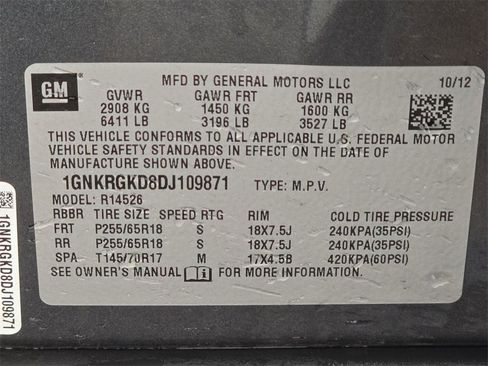 GM
MFD BY GENERAL MOTORS LLC 10/12
GVWR GAWR FRT GAWR RR
2908 KG 1450 KG 1600 KG
6411 LB 3196 LB 3527 LB
THIS VEHICLE CONFORMS TO ALL APPLICABLE U.S. FEDERAL MOTOR
VEHICLE SAFETY STANDARDS IN EFFECT ON THE DATE OF
MANUFACTURE SHOWN ABOVE.
1GNKRGKD8DJ109871 TYPE: M.P.V.
MODEL: R14526
RBBR TIRE SIZE SPEED RTG RIM COLD TIRE PRESSURE
FRT P255/65R18 S 18X7.5J 240KPA(35PSI)
RR P255/65R18 S 18X7.5J 240KPA(35PSI)
SPA T145/70R17 M 17X4.5B 420KPA(60PSI)
SEE OWNER'S MANUAL FOR MORE INFORMATION.
1GNKRGKD8DJ109871